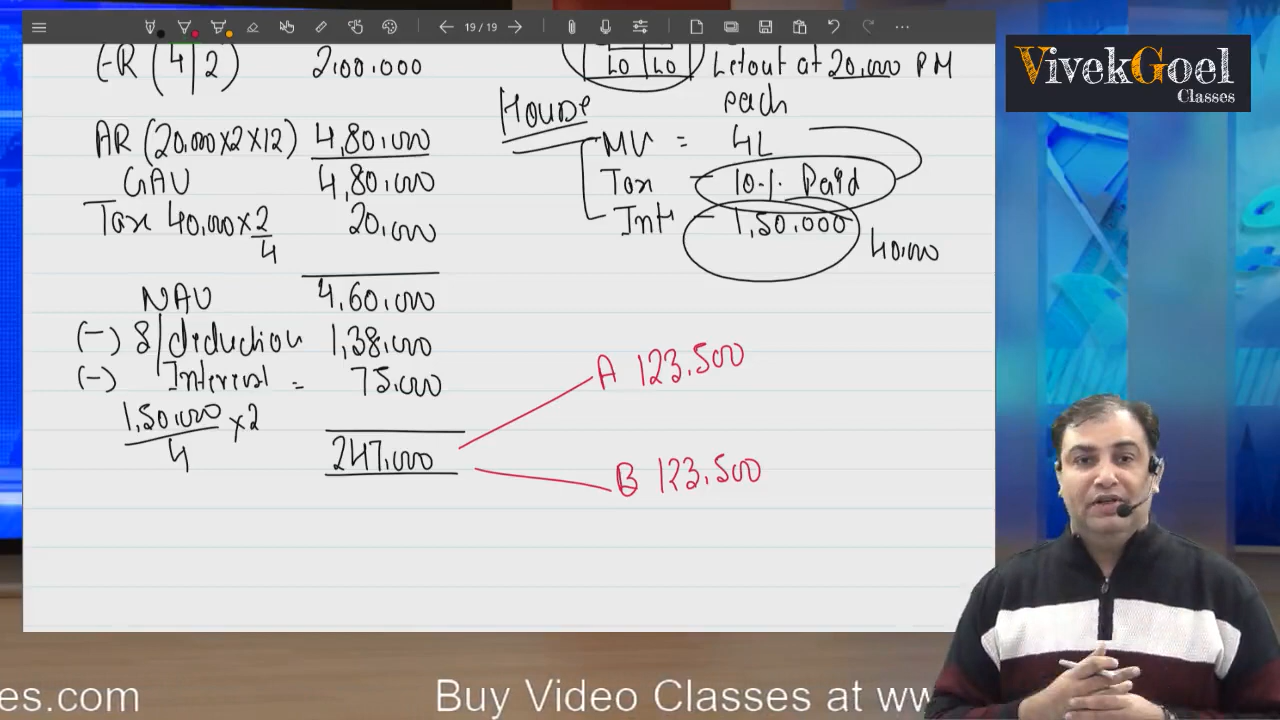 19/19
VivekGoel
Classes
ER (4/2) 2,00,000
LO LO
Letout at 20,000 PM
each
House
MV = 4L
Tax = 10% Paid
Int = 1,50,000
40,000
AR (20,000x2x12) 4,80,000
GAV 4,80,000
Tax 40,000x2/4 20,000
NAV 4,60,000
(-) S/deduction 1,38,000
(-) Interest = 75,000
1,50,000/4 x2
247,000
A 123,500
B 123,500
es.com
Buy Video Classes at ww